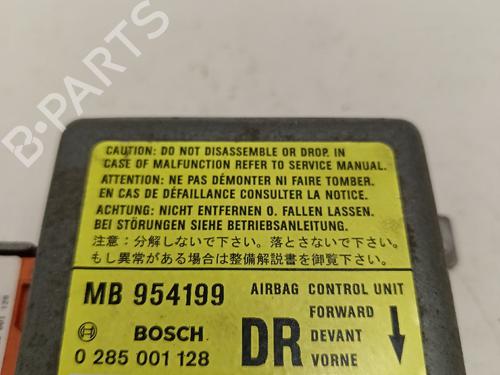 B-PARTS
CAUTION: DO NOT DISASSEMBLE OR DROP. IN
CASE OF MALFUNCTION REFER TO SERVICE MANUAL.
ATTENTION: NE PAS DÉMONTER NI FAIRE TOMBER.
EN CAS DE DÉFAILLANCE CONSULTER LA NOTICE.
ACHTUNG: NICHT ENTFERNEN O. FALLEN LASSEN.
BEI STÖRUNGEN SIEHE BETRIEBSANLEITUNG.
注意：分解しないで下さい。落とさないで下さい。
もし異常がある場合は整備解説書を御覧下さい。
MB 954199 AIRBAG CONTROL UNIT
FORWARD
BOSCH DR DEVANT
0 285 001 128 VORNE
001 128